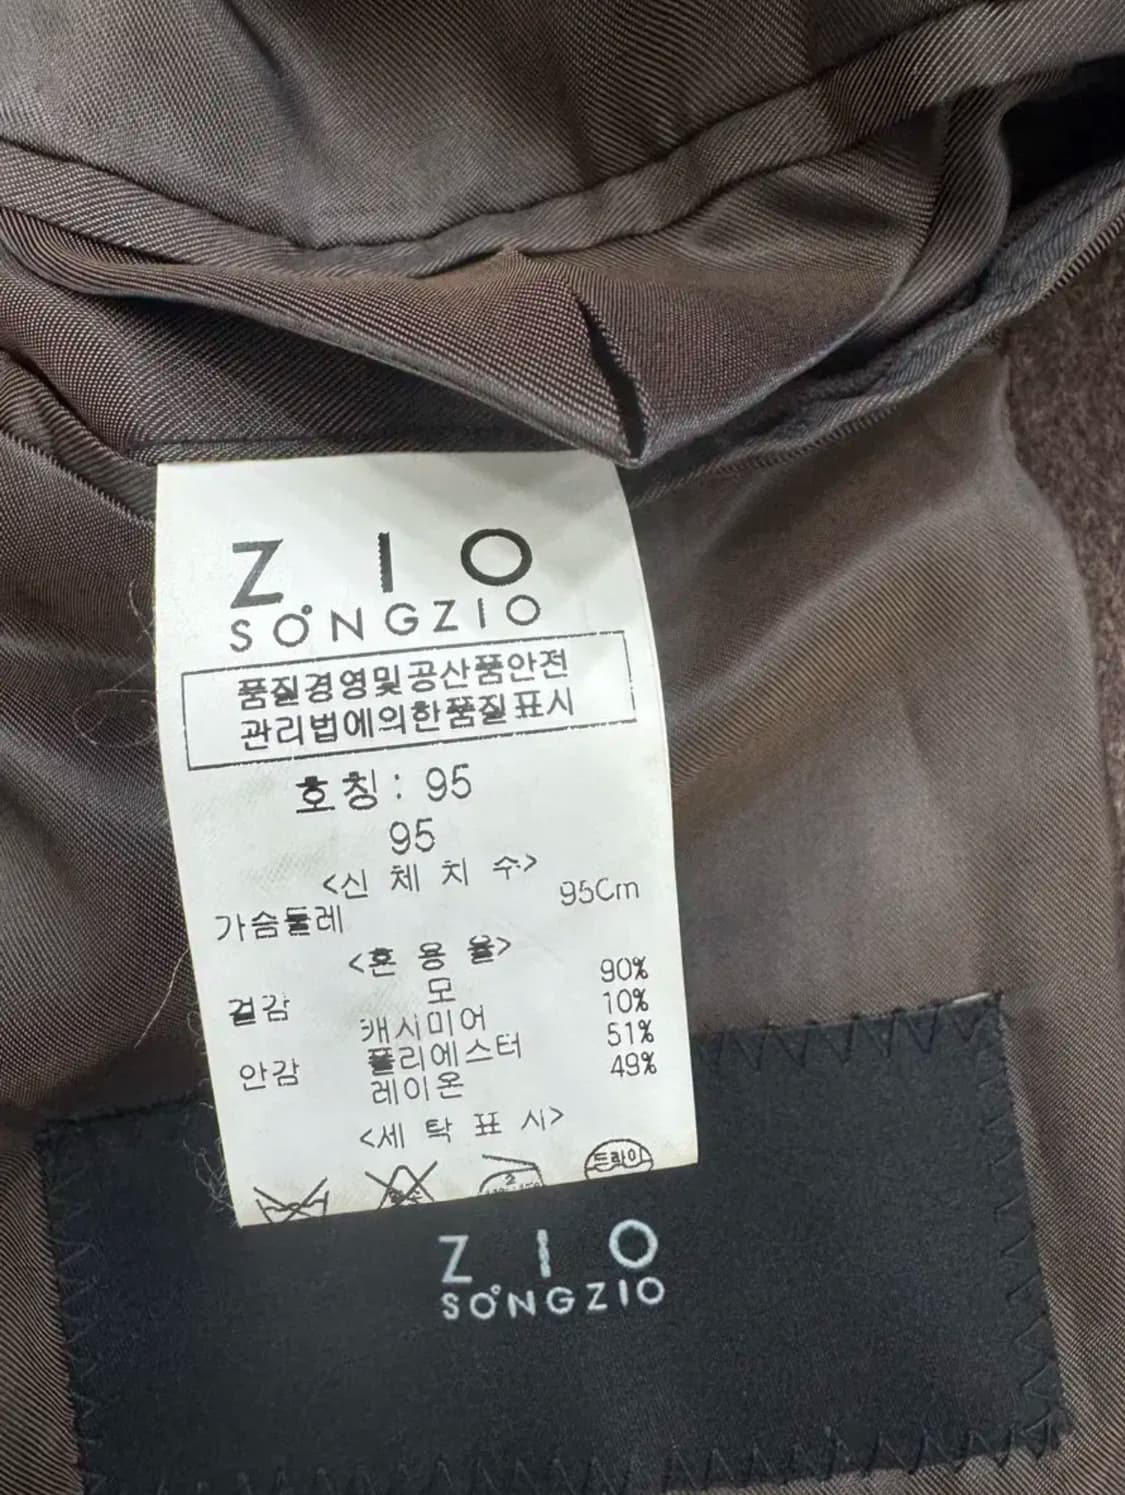 Z I O
SONGZIO
품질경영및공산품안전
관리법에의한품질표시
호칭: 95
95
<신 체 치 수>
가슴둘레 95Cm
<혼 용 율>
겉감 모 90%
캐시미어 10%
안감 폴리에스터 51%
레이온 49%
<세 탁 표 시>
드라이
2
Z I O
SONGZIO